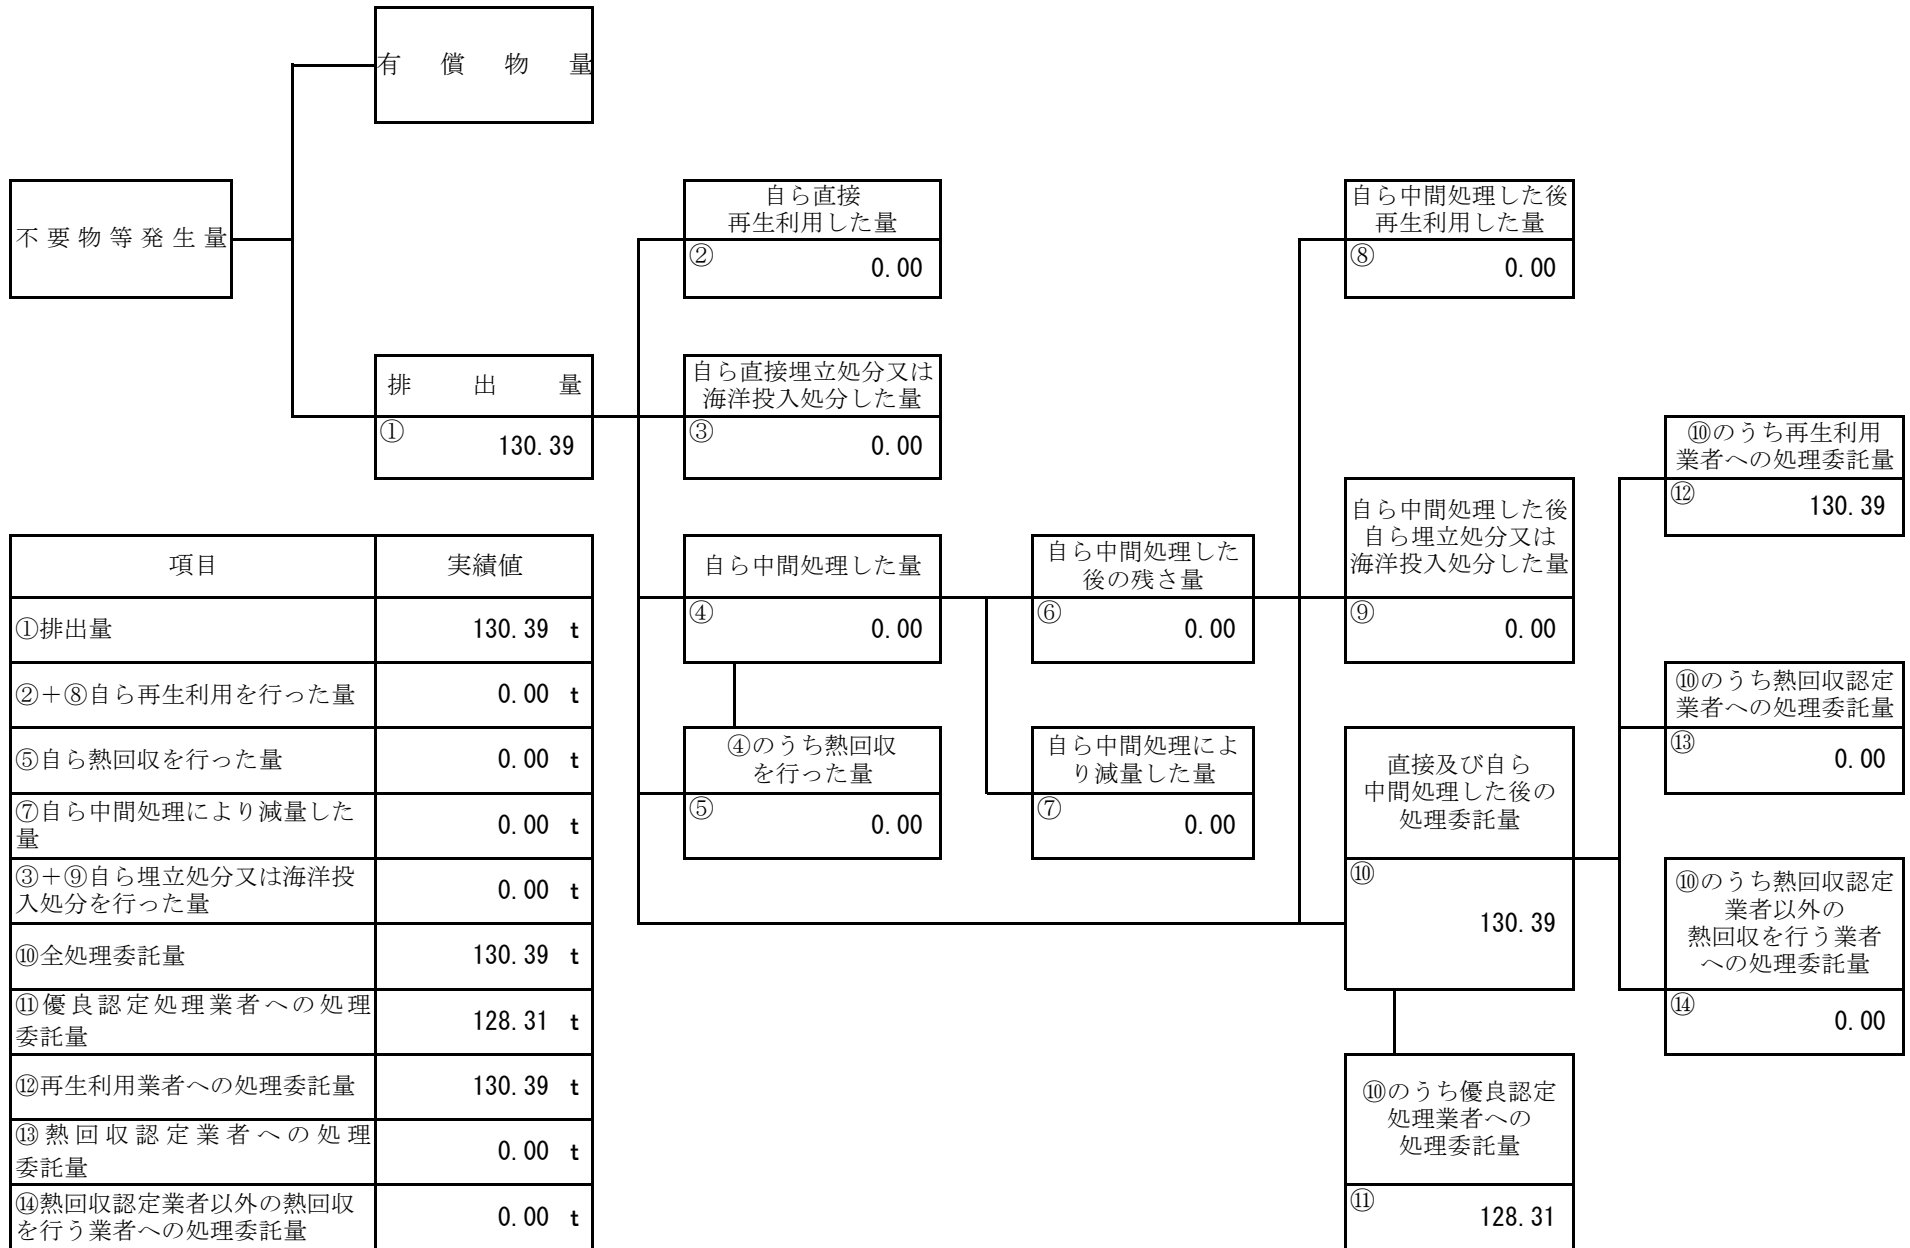 有償物量
不要物等発生量
自ら直接
再生利用した量
②
0.00
自ら中間処理した後
再生利用した量
⑧
0.00
排出量
①
130.39
自ら直接埋立処分又は
海洋投入処分した量
③
0.00
⑩のうち再生利用
業者への処理委託量
⑫
130.39
自ら中間処理した量
④
0.00
自ら中間処理した
後の残さ量
⑥
0.00
自ら中間処理した後
自ら埋立処分又は
海洋投入処分した量
⑨
0.00
④のうち熱回収
を行った量
⑤
0.00
自ら中間処理によ
り減量した量
⑦
0.00
直接及び自ら
中間処理した後の
処理委託量
⑩
130.39
⑩のうち熱回収認定
業者への処理委託量
⑬
0.00
⑩のうち熱回収認定
業者以外の
熱回収を行う業者
への処理委託量
⑭
0.00
⑩のうち優良認定
処理業者への
処理委託量
⑪
128.31
項目 実績値
①排出量 130.39 t
②＋⑧自ら再生利用を行った量 0.00 t
⑤自ら熱回収を行った量 0.00 t
⑦自ら中間処理により減量した
量 0.00 t
③＋⑨自ら埋立処分又は海洋投
入処分を行った量 0.00 t
⑩全処理委託量 130.39 t
⑪優良認定処理業者への処理
委託量 128.31 t
⑫再生利用業者への処理委託量 130.39 t
⑬熱回収認定業者への処理
委託量 0.00 t
⑭熱回収認定業者以外の熱回収
を行う業者への処理委託量 0.00 t